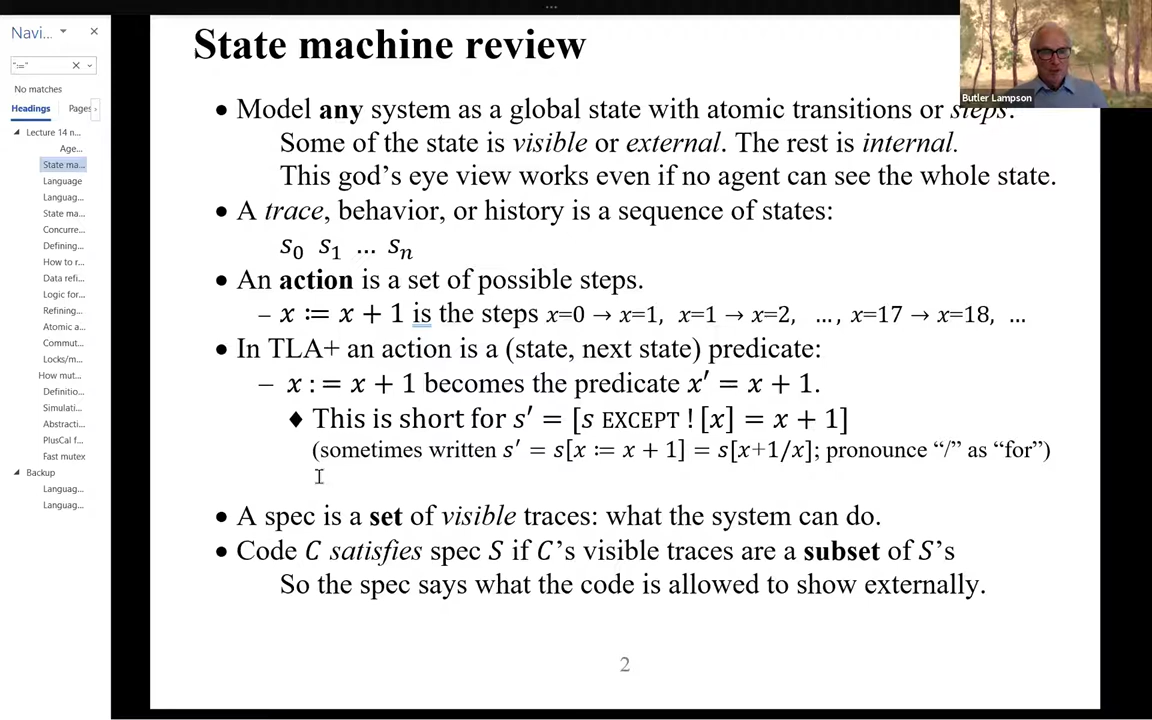 ...
Navi...
":="
No matches
Headings
Pages
Lecture 14 n...
Age...
State ma...
Language
Languag...
State ma...
Concurre...
Defining...
How to r...
Data refi...
Logic for...
Refining...
Atomic a...
Commut...
Locks/m...
How mut...
Definitio...
Simulati...
Abstracti...
PlusCal f...
Fast mutex
Backup
Languag...
Languag...
State machine review
Butler Lampson
• Model any system as a global state with atomic transitions or steps.
Some of the state is visible or external. The rest is internal.
This god's eye view works even if no agent can see the whole state.
• A trace, behavior, or history is a sequence of states:
s₀ s₁ … sₙ
• An action is a set of possible steps.
– x ≔ x + 1 is the steps x=0 → x=1, x=1 → x=2, …, x=17 → x=18, …
• In TLA+ an action is a (state, next state) predicate:
– x := x + 1 becomes the predicate x′ = x + 1.
♦ This is short for s′ = [s EXCEPT ! [x] = x + 1]
(sometimes written s′ = s[x ≔ x + 1] = s[x+1/x]; pronounce “/” as “for”)
• A spec is a set of visible traces: what the system can do.
• Code C satisfies spec S if C’s visible traces are a subset of S’s
So the spec says what the code is allowed to show externally.
2